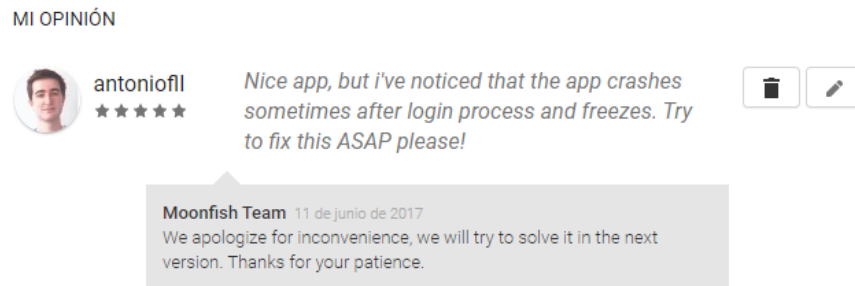 MI OPINIÓN
antoniofll
Nice app, but i've noticed that the app crashes
sometimes after login process and freezes. Try
to fix this ASAP please!
Moonfish Team 11 de junio de 2017
We apologize for inconvenience, we will try to solve it in the next
version. Thanks for your patience.